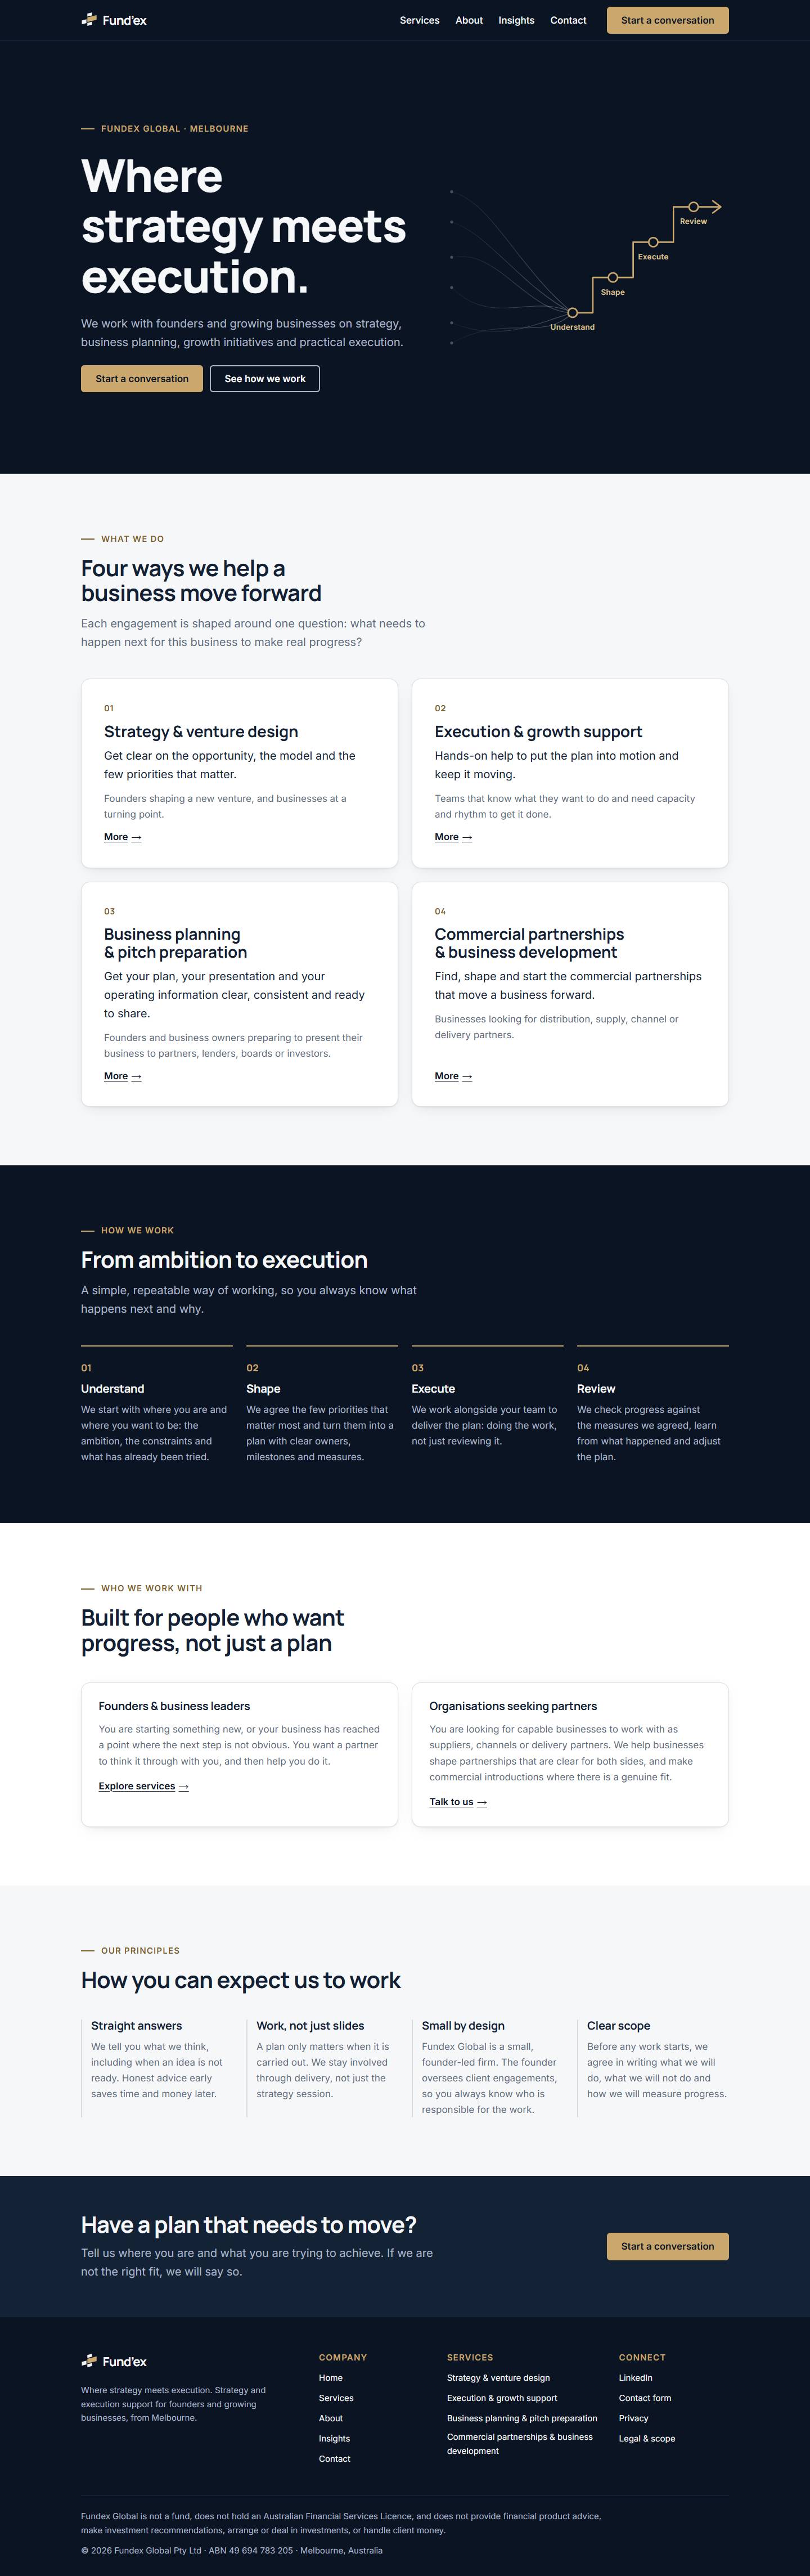 Fund'ex
Services
About
Insights
Contact
Start a conversation
FUNDEX GLOBAL · MELBOURNE
Where
strategy meets
execution.
We work with founders and growing businesses on strategy,
business planning, growth initiatives and practical execution.
Start a conversation
See how we work
Review
Execute
Shape
Understand
WHAT WE DO
Four ways we help a
business move forward
Each engagement is shaped around one question: what needs to
happen next for this business to make real progress?
01
Strategy & venture design
Get clear on the opportunity, the model and the
few priorities that matter.
Founders shaping a new venture, and businesses at a
turning point.
More →
02
Execution & growth support
Hands-on help to put the plan into motion and
keep it moving.
Teams that know what they want to do and need capacity
and rhythm to get it done.
More →
03
Business planning
& pitch preparation
Get your plan, your presentation and your
operating information clear, consistent and ready
to share.
Founders and business owners preparing to present their
business to partners, lenders, boards or investors.
More →
04
Commercial partnerships
& business development
Find, shape and start the commercial partnerships
that move a business forward.
Businesses looking for distribution, supply, channel or
delivery partners.
More →
HOW WE WORK
From ambition to execution
A simple, repeatable way of working, so you always know what
happens next and why.
01
Understand
We start with where you are and
where you want to be: the
ambition, the constraints and
what has already been tried.
02
Shape
We agree the few priorities that
matter most and turn them into a
plan with clear owners,
milestones and measures.
03
Execute
We work alongside your team to
deliver the plan: doing the work,
not just reviewing it.
04
Review
We check progress against
the measures we agreed, learn
from what happened and adjust
the plan.
WHO WE WORK WITH
Built for people who want
progress, not just a plan
Founders & business leaders
You are starting something new, or your business has reached
a point where the next step is not obvious. You want a partner
to think it through with you, and then help you do it.
Explore services →
Organisations seeking partners
You are looking for capable businesses to work with as
suppliers, channels or delivery partners. We help businesses
shape partnerships that are clear for both sides, and make
commercial introductions where there is a genuine fit.
Talk to us →
OUR PRINCIPLES
How you can expect us to work
Straight answers
We tell you what we think,
including when an idea is not
ready. Honest advice early
saves time and money later.
Work, not just slides
A plan only matters when it is
carried out. We stay involved
through delivery, not just the
strategy session.
Small by design
Fundex Global is a small,
founder-led firm. The founder
oversees client engagements,
so you always know who is
responsible for the work.
Clear scope
Before any work starts, we
agree in writing what we will
do, what we will not do and
how we will measure progress.
Have a plan that needs to move?
Tell us where you are and what you are trying to achieve. If we are
not the right fit, we will say so.
Start a conversation
Fund'ex
Where strategy meets execution. Strategy and
execution support for founders and growing
businesses, from Melbourne.
COMPANY
Home
Services
About
Insights
Contact
SERVICES
Strategy & venture design
Execution & growth support
Business planning & pitch preparation
Commercial partnerships & business
development
CONNECT
LinkedIn
Contact form
Privacy
Legal & scope
Fundex Global is not a fund, does not hold an Australian Financial Services Licence, and does not provide financial product advice,
make investment recommendations, arrange or deal in investments, or handle client money.
© 2026 Fundex Global Pty Ltd · ABN 49 694 783 205 · Melbourne, Australia